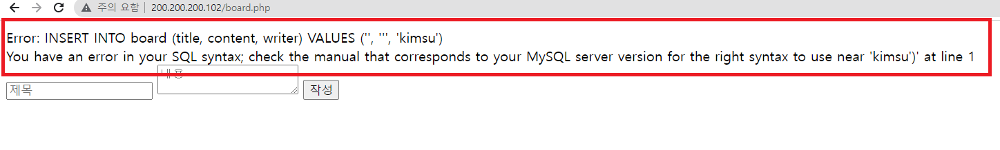 주의 요함 | 200.200.200.102/board.php
Error: INSERT INTO board (title, content, writer) VALUES ('', ''', 'kimsu')
You have an error in your SQL syntax; check the manual that corresponds to your MySQL server version for the right syntax to use near 'kimsu')' at line 1
내용
제목
작성